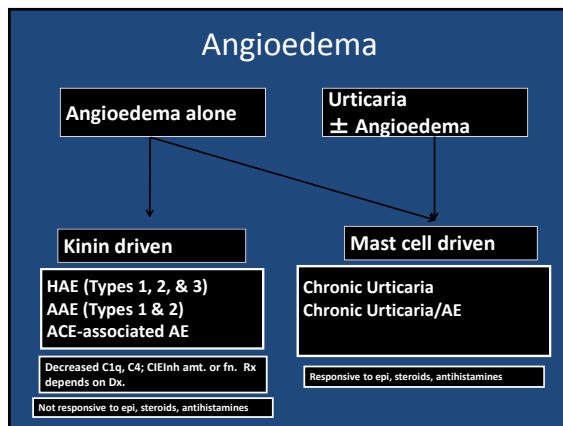 Angioedema
Angioedema alone
Urticaria
± Angioedema
Kinin driven
Mast cell driven
HAE (Types 1, 2, & 3)
AAE (Types 1 & 2)
ACE-associated AE
Chronic Urticaria
Chronic Urticaria/AE
Decreased C1q, C4; CIEInh amt. or fn. Rx
depends on Dx.
Responsive to epi, steroids, antihistamines
Not responsive to epi, steroids, antihistamines